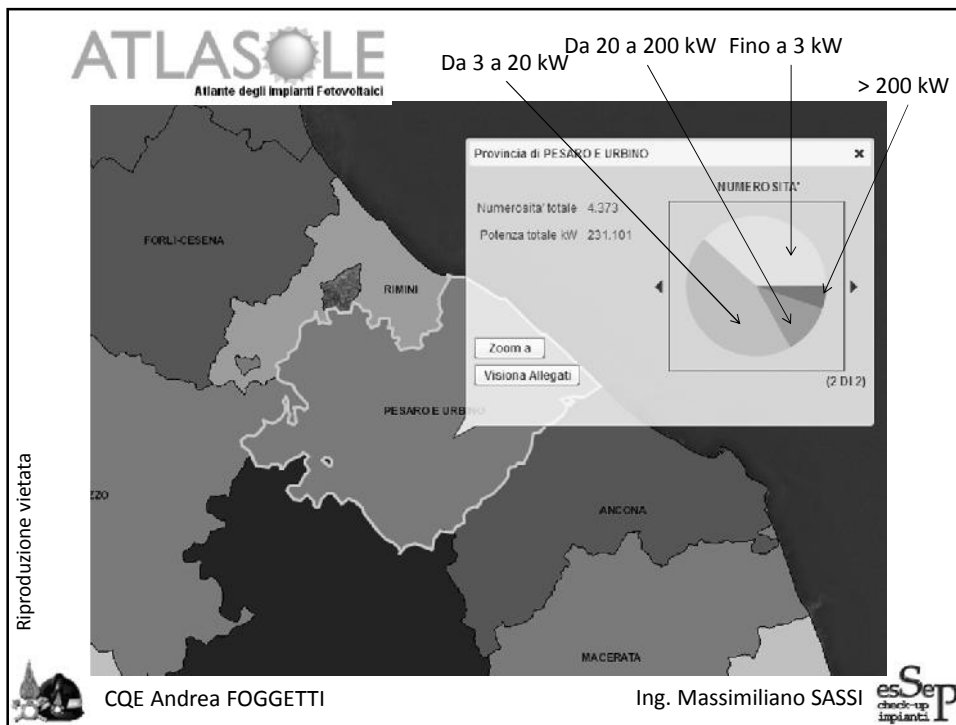 ATLASOLE
Atlante degli Impianti Fotovoltaici
Da 3 a 20 kW
Da 20 a 200 kW
Fino a 3 kW
> 200 kW
Provincia di PESARO E URBINO
NUMEROSITA'
Numerosita' totale 4.373
Potenza totale kW 231.101
Zoom a
Visiona Allegati
(2 DI 2)
FORLI-CESENA
RIMINI
PESARO E URBINO
ZZO
ANCONA
MACERATA
Riproduzione vietata
CQE Andrea FOGGETTI
Ing. Massimiliano SASSI
esSeP
check-up
impianti